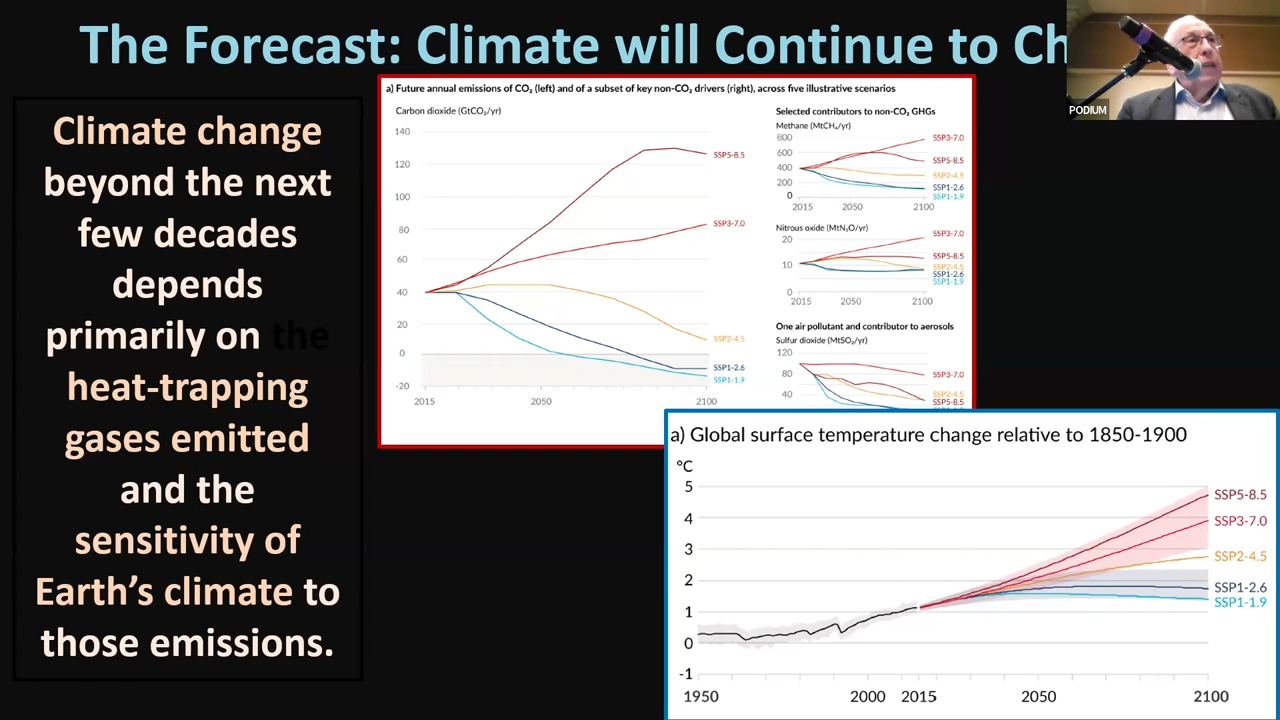 The Forecast: Climate will Continue to Ch
PODIUM
Climate change
beyond the next
few decades
depends
primarily on the
heat-trapping
gases emitted
and the
sensitivity of
Earth's climate to
those emissions.
a) Future annual emissions of CO₂ (left) and of a subset of key non-CO₂ drivers (right), across five illustrative scenarios
Carbon dioxide (GtCO₂/yr)
140
120
100
80
60
40
20
0
-20
2015
2050
2100
SSP5-8.5
SSP3-7.0
SSP2-4.5
SSP1-2.6
SSP1-1.9
Selected contributors to non-CO₂ GHGs
Methane (MtCH₄/yr)
800
600
400
200
0
2015
2050
2100
SSP3-7.0
SSP5-8.5
SSP2-4.5
SSP1-2.6
SSP1-1.9
Nitrous oxide (MtN₂O/yr)
20
10
0
2015
2050
2100
SSP3-7.0
SSP5-8.5
SSP2-4.5
SSP1-2.6
SSP1-1.9
One air pollutant and contributor to aerosols
Sulfur dioxide (MtSO₂/yr)
120
80
40
SSP3-7.0
SSP2-4.5
SSP5-8.5
a) Global surface temperature change relative to 1850-1900
°C
5
4
3
2
1
0
-1
1950
2000
2015
2050
2100
SSP5-8.5
SSP3-7.0
SSP2-4.5
SSP1-2.6
SSP1-1.9